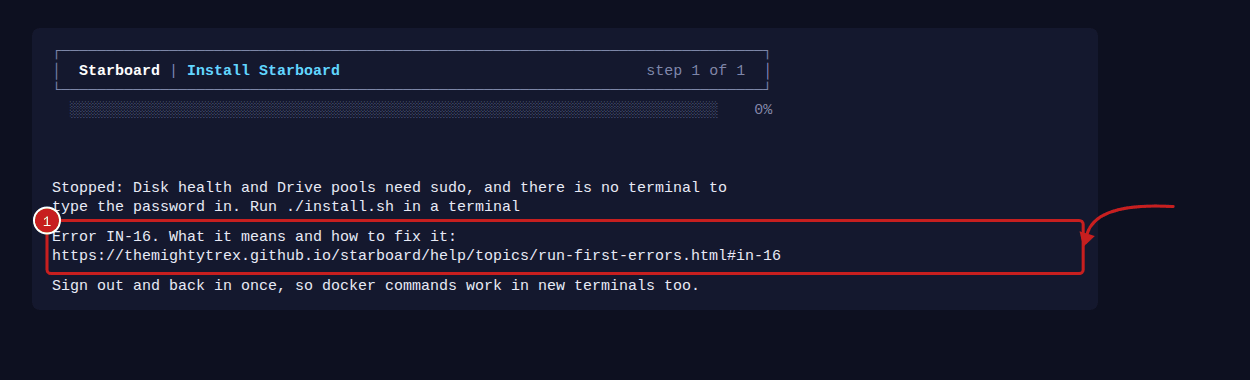 Starboard | Install Starboard step 1 of 1
0%
Stopped: Disk health and Drive pools need sudo, and there is no terminal to
type the password in. Run ./install.sh in a terminal
1
Error IN-16. What it means and how to fix it:
https://themightytrex.github.io/starboard/help/topics/run-first-errors.html#in-16
Sign out and back in once, so docker commands work in new terminals too.